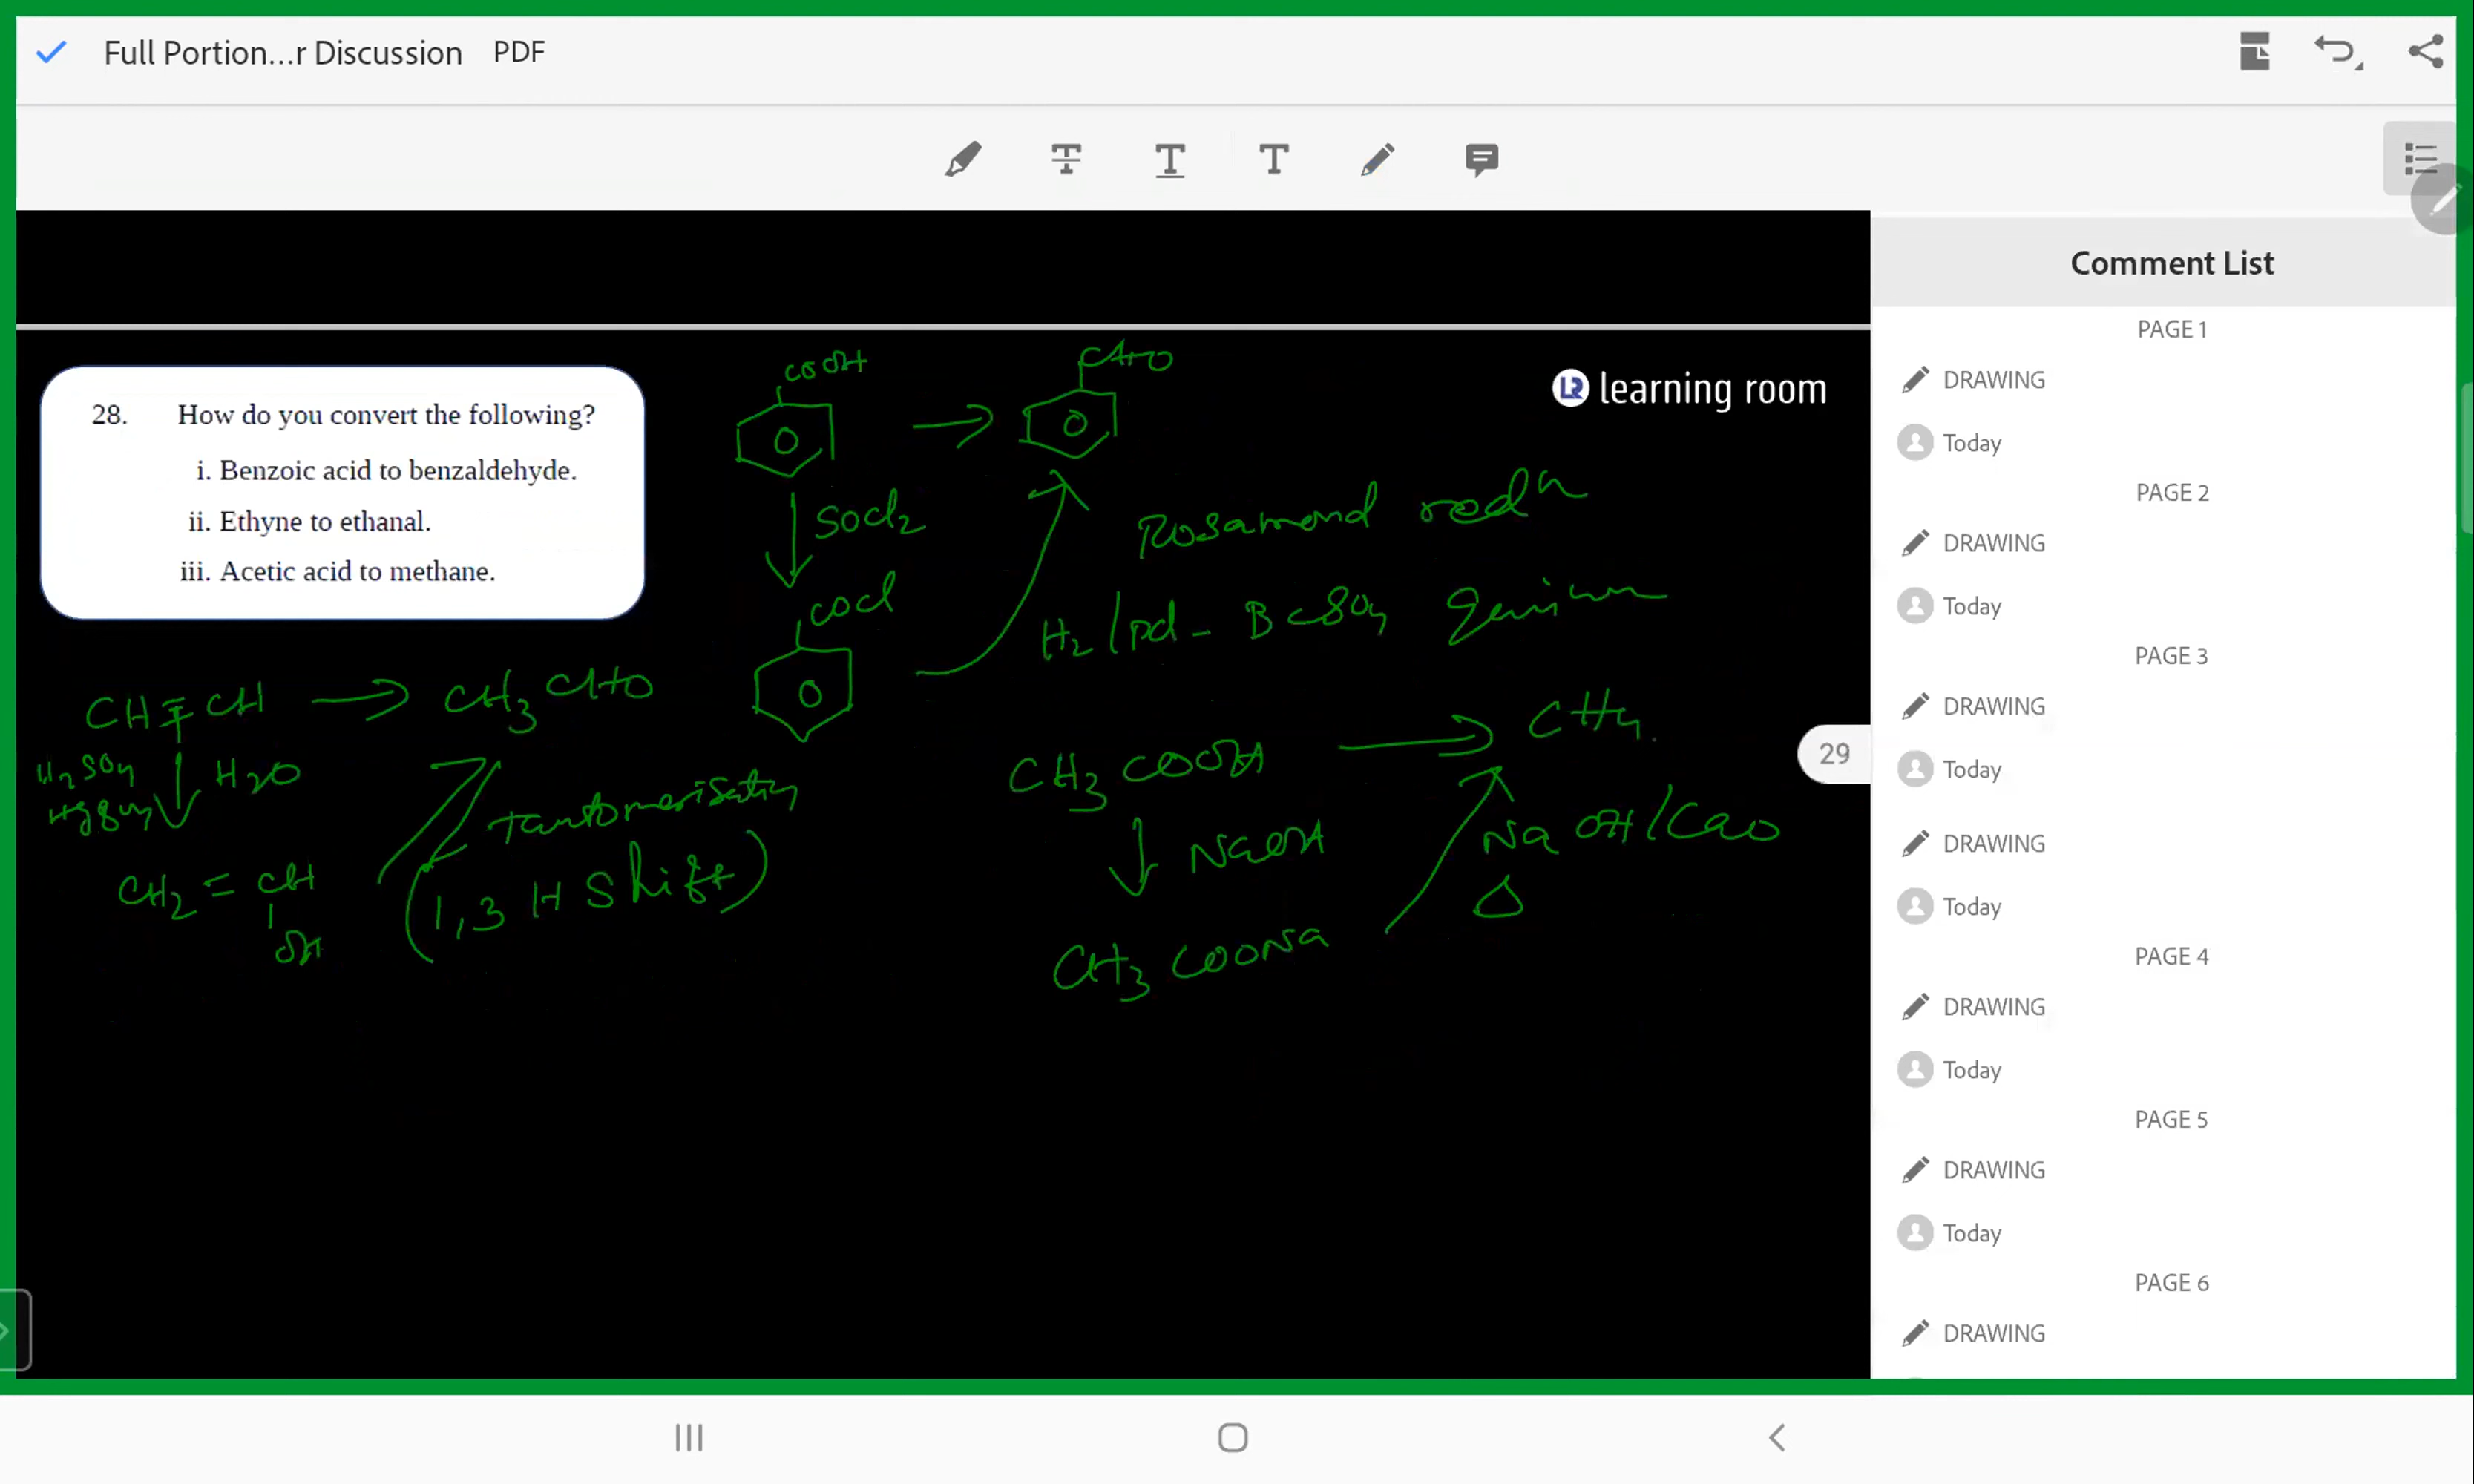 Full Portion...r Discussion PDF
Comment List
PAGE 1
DRAWING
Today
PAGE 2
DRAWING
Today
PAGE 3
DRAWING
Today
DRAWING
Today
PAGE 4
DRAWING
Today
PAGE 5
DRAWING
Today
PAGE 6
DRAWING
learning room
29
28. How do you convert the following?
i. Benzoic acid to benzaldehyde.
ii. Ethyne to ethanal.
iii. Acetic acid to methane.
COOH → CHO
SOCl2
COCl
Rosamond redn
H2/pd-
CH≡CH → CH3CHO
H2SO4 H2O
CH2=CH
OH
Tautomerisation
(1,3 H Shift)
CH3COOH → CH4.
NaOH
CH3COONa
NaOH/CaO
Δ